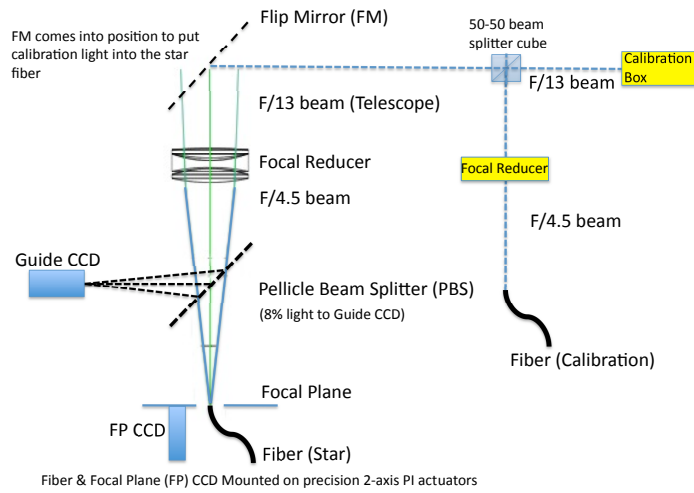 Flip Mirror (FM)
FM comes into position to put
calibration light into the star
fiber
50-50 beam
splitter cube
Calibration
Box
F/13 beam
F/13 beam (Telescope)
Focal Reducer
Focal Reducer
F/4.5 beam
F/4.5 beam
Guide CCD
Pellicle Beam Splitter (PBS)
(8% light to Guide CCD)
Fiber (Calibration)
Focal Plane
FP CCD
Fiber (Star)
Fiber & Focal Plane (FP) CCD Mounted on precision 2-axis PI actuators